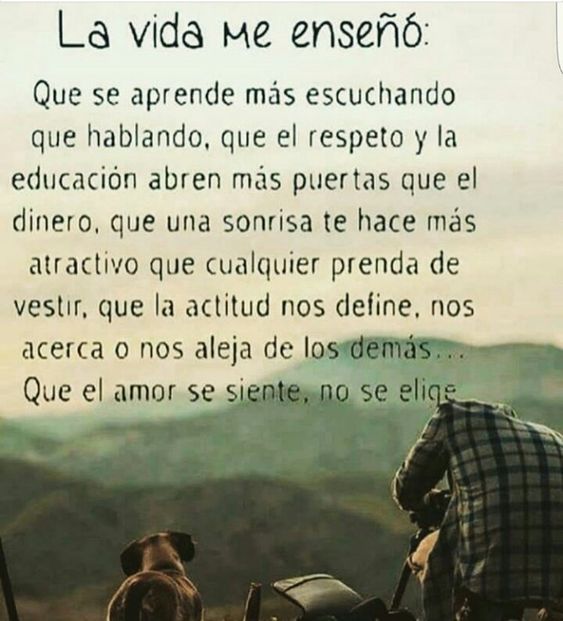 La vida me enseñó:
Que se aprende más escuchando
que hablando, que el respeto y la
educación abren más puertas que el
dinero, que una sonrisa te hace más
atractivo que cualquier prenda de
vestir, que la actitud nos define, nos
acerca o nos aleja de los demás...
Que el amor se siente, no se elige